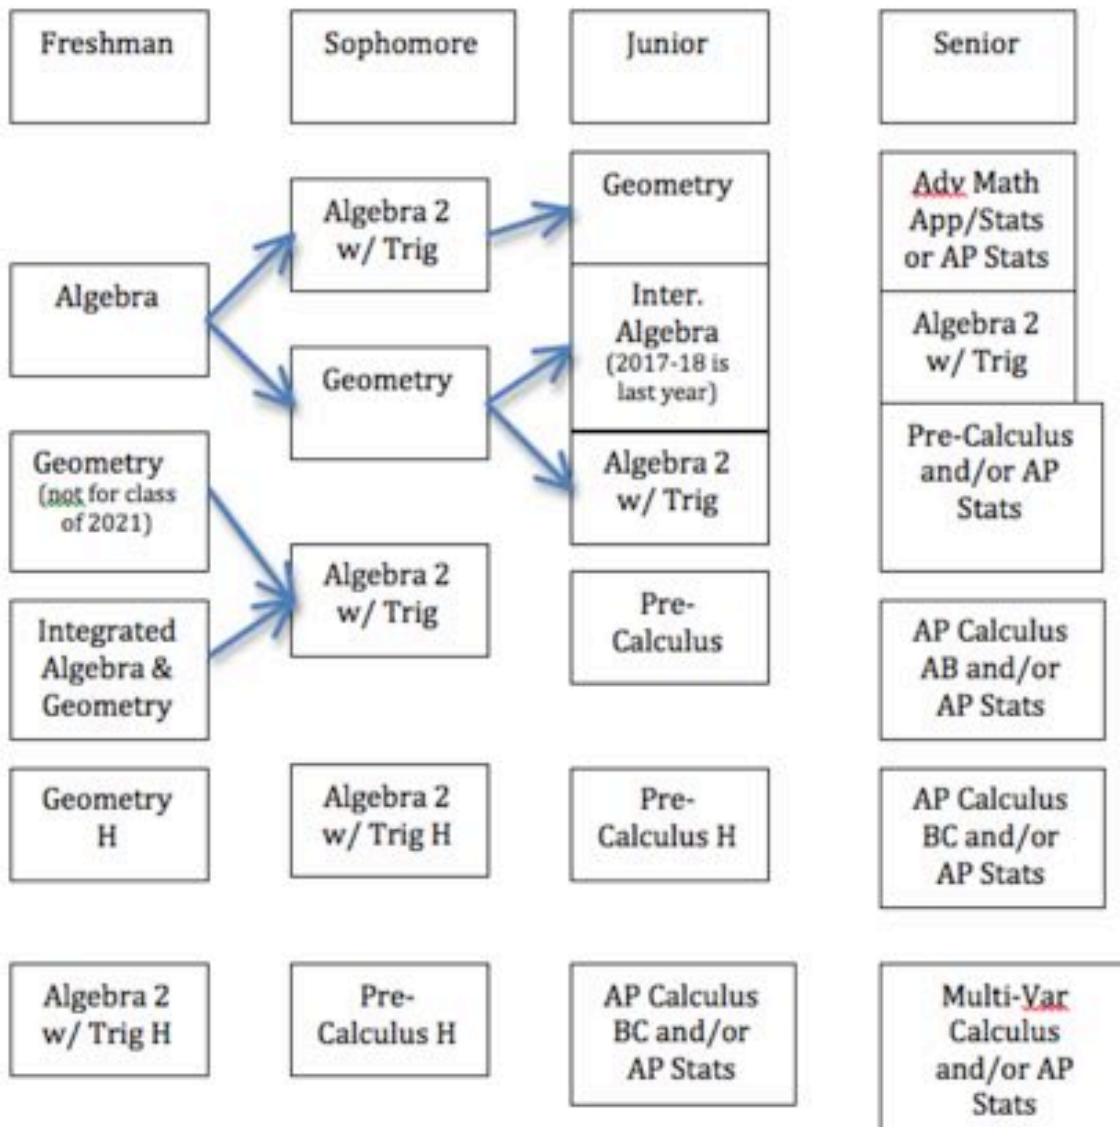 Freshman
Sophomore
Junior
Senior
Algebra
Geometry
(not for class
of 2021)
Integrated
Algebra &
Geometry
Geometry
H
Algebra 2
w/ Trig H
Algebra 2
w/ Trig
Geometry
Algebra 2
w/ Trig
Algebra 2
w/ Trig H
Pre-
Calculus H
Geometry
Inter.
Algebra
(2017-18 is
last year)
Algebra 2
w/ Trig
Pre-
Calculus
Pre-
Calculus H
AP Calculus
BC and/or
AP Stats
Adv Math
App/Stats
or AP Stats
Algebra 2
w/ Trig
Pre-Calculus
and/or AP
Stats
AP Calculus
AB and/or
AP Stats
AP Calculus
BC and/or
AP Stats
Multi-Var
Calculus
and/or AP
Stats